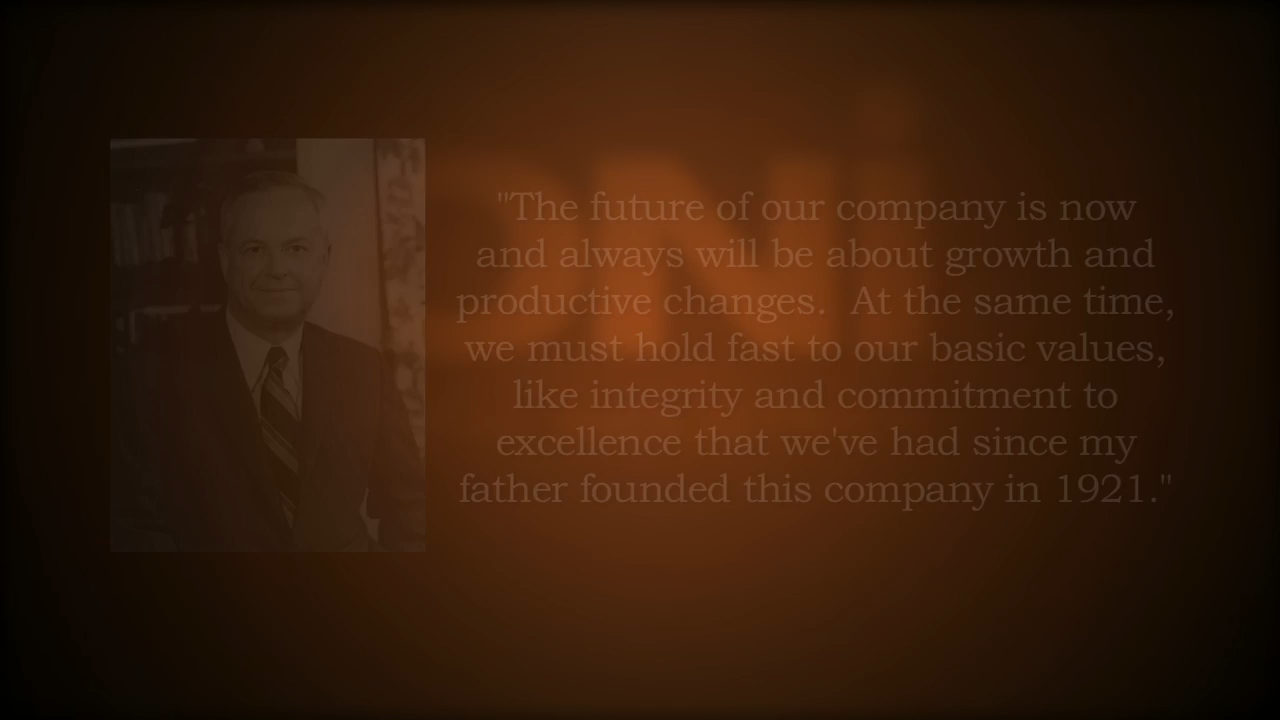 "The future of our company is now
and always will be about growth and
productive changes.  At the same time,
we must hold fast to our basic values,
like integrity and commitment to
excellence that we've had since my
father founded this company in 1921."